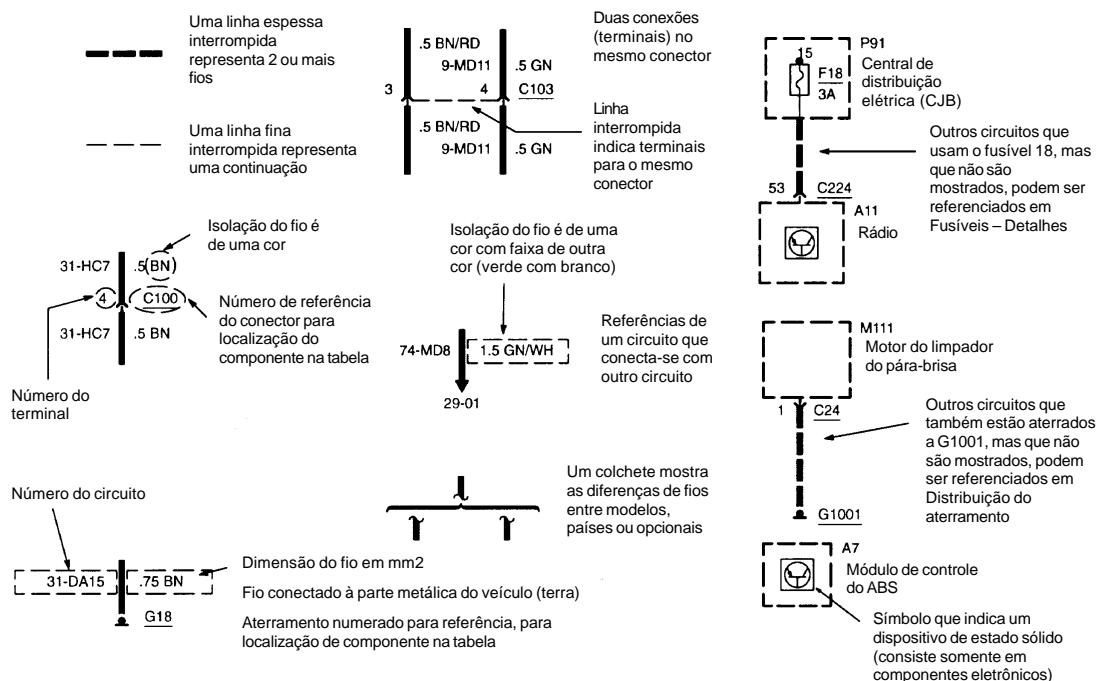 Uma linha espessa
interrompida
representa 2 ou mais
fios
Uma linha fina
interrompida representa
uma continuação
.5 BN/RD
9-MD11
.5 GN
3
4
C103
.5 BN/RD
9-MD11
.5 GN
Duas conexões
(terminais) no
mesmo conector
Linha
interrompida
indica terminais
para o mesmo
conector
P91
Central de
distribuição
elétrica (CJB)
15
F18
3A
Outros circuitos que
usam o fusível 18, mas
que não são
mostrados, podem ser
referenciados em
Fusíveis – Detalhes
53
C224
A11
Rádio
Isolação do fio é
de uma cor
31-HC7
.5(BN)
4
C100
31-HC7
.5 BN
Número de referência
do conector para
localização do
componente na tabela
Número do
terminal
Isolação do fio é de uma
cor com faixa de outra
cor (verde com branco)
74-MD8
1.5 GN/WH
29-01
Referências de
um circuito que
conecta-se com
outro circuito
M111
Motor do limpador
do pára-brisa
1
C24
Outros circuitos que
também estão aterrados
a G1001, mas que não
são mostrados, podem
ser referenciados em
Distribuição do
aterramento
G1001
Número do circuito
31-DA15
.75 BN
G18
Dimensão do fio em mm2
Fio conectado à parte metálica do veículo (terra)
Aterramento numerado para referência, para
localização de componente na tabela
Um colchete mostra
as diferenças de fios
entre modelos,
países ou opcionais
A7
Módulo de controle
do ABS
Símbolo que indica um
dispositivo de estado sólido
(consiste somente em
componentes eletrônicos)